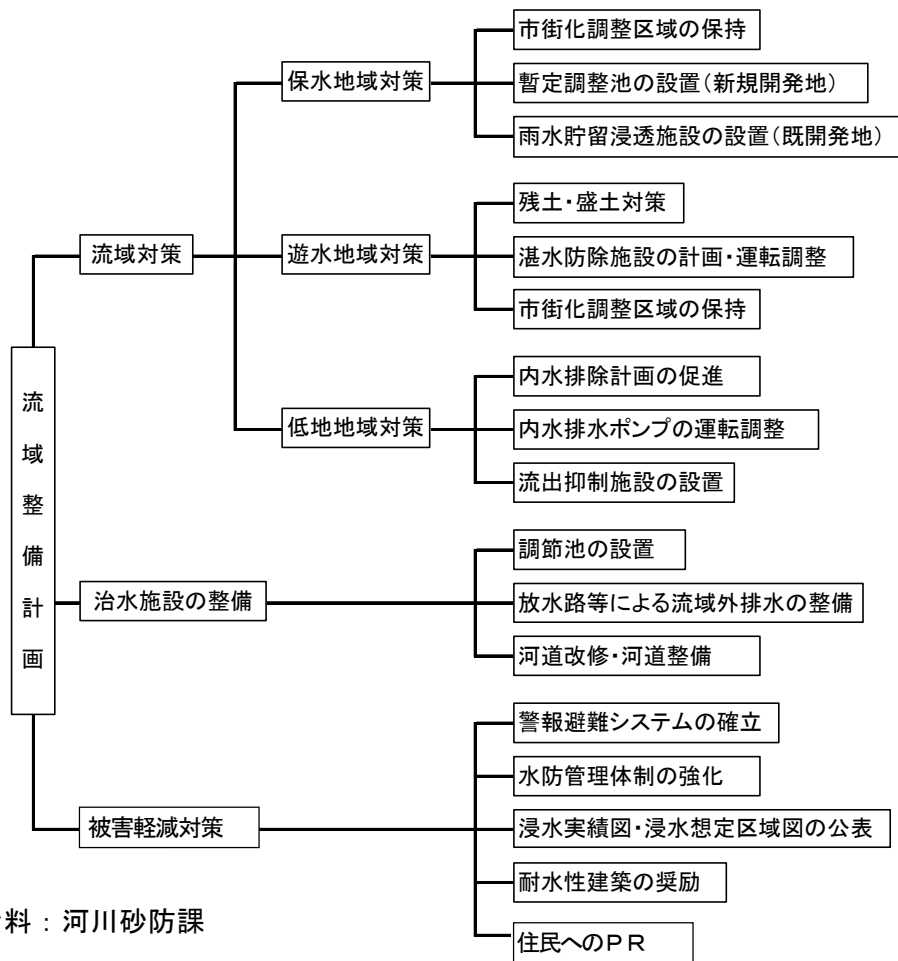 流域整備計画
流域対策
保水地域対策
市街化調整区域の保持
暫定調整池の設置(新規開発地)
雨水貯留浸透施設の設置(既開発地)
遊水地域対策
残土・盛土対策
湛水防除施設の計画・運転調整
市街化調整区域の保持
低地地域対策
内水排除計画の促進
内水排水ポンプの運転調整
流出抑制施設の設置
治水施設の整備
調節池の設置
放水路等による流域外排水の整備
河道改修・河道整備
被害軽減対策
警報避難システムの確立
水防管理体制の強化
浸水実績図・浸水想定区域図の公表
耐水性建築の奨励
住民へのPR
料：河川砂防課